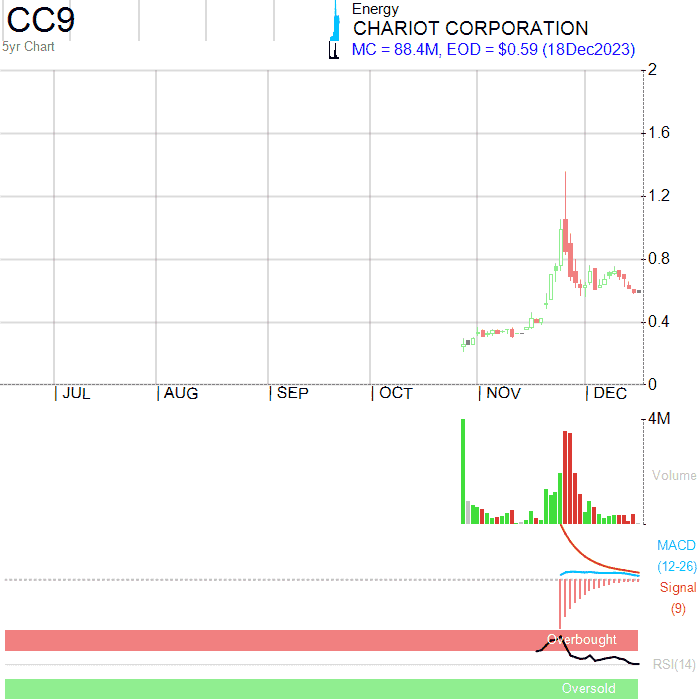 CC9
5yr Chart
Energy
CHARIOT CORPORATION
MC = 88.4M, EOD = $0.59 (18Dec2023)
2
1.6
1.2
0.8
0.4
0
JUL
AUG
SEP
OCT
NOV
DEC
4M
Volume
MACD
(12-26)
Signal
(9)
Overbought
RSI(14)
Oversold